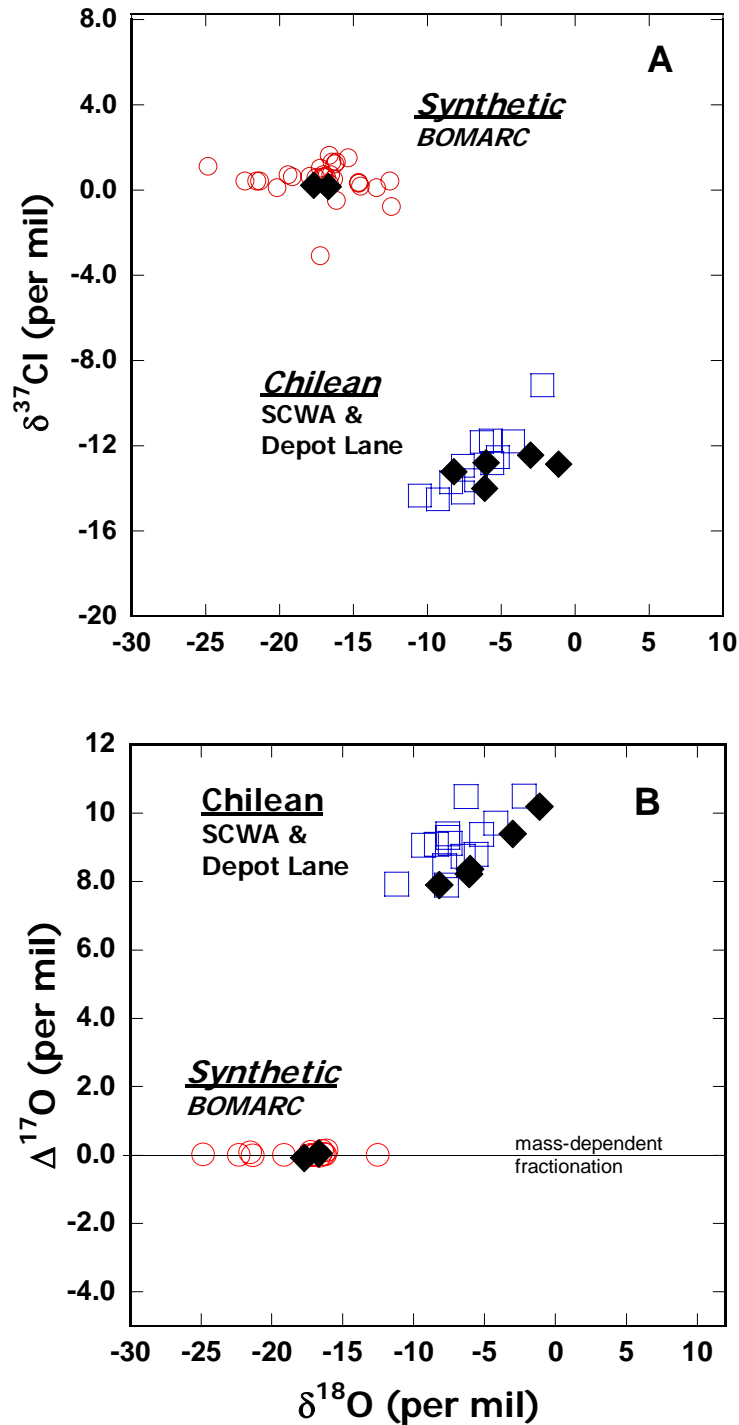 A
8.0
4.0
0.0
-4.0
-8.0
-12
-16
-20
δ37Cl (per mil)
Synthetic
BOMARC
Chilean
SCWA &
Depot Lane
-30 -25 -20 -15 -10 -5 0 5 10
B
12
10
8.0
6.0
4.0
2.0
0.0
-2.0
-4.0
Δ17O (per mil)
Chilean
SCWA &
Depot Lane
Synthetic
BOMARC
mass-dependent
fractionation
-30 -25 -20 -15 -10 -5 0 5 10
δ18O (per mil)